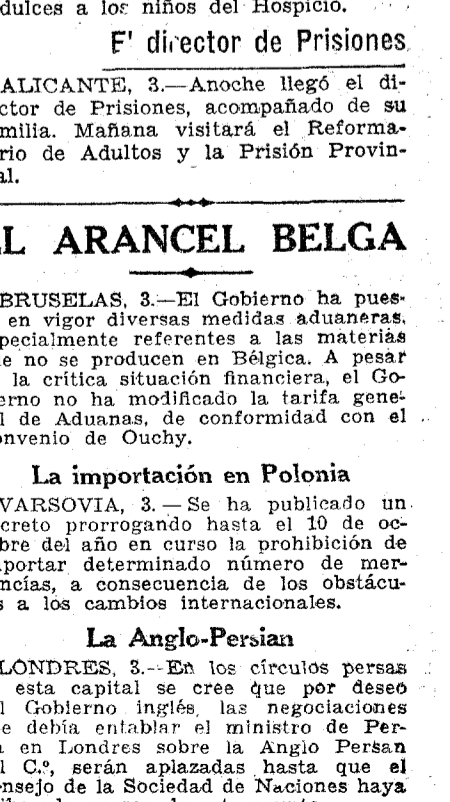 dulces a los niños del Hospicio.
E' director de Prisiones
ALICANTE, 3.—Anoche llegó el di-
ctor de Prisiones, acompañado de su
milia. Mañana visitará el Reforma-
rio de Adultos y la Prisión Provin-
al.
L ARANCEL BELGA
BRUSELAS, 3.—El Gobierno ha pues-
en vigor diversas medidas aduaneras,
pecialmente referentes a las materias
e no se producen en Bélgica. A pesar
la crítica situación financiera, el Go-
erno no ha modificado la tarifa gene-
l de Aduanas, de conformidad con el
onvenio de Ouchy.
La importación en Polonia
VARSOVIA, 3.—Se ha publicado un
creto prorrogando hasta el 10 de oc-
bre del año en curso la prohibición de
portar determinado número de mer-
ncías, a consecuencia de los obstácu-
s a los cambios internacionales.
La Anglo-Persian
LONDRES, 3.--En los círculos persas
esta capital se cree que por deseo
l Gobierno inglés, las negociaciones
e debía entablar el ministro de Per-
a en Londres sobre la Anglo Persan
l C.º, serán aplazadas hasta que el
nsejo de la Sociedad de Naciones haya